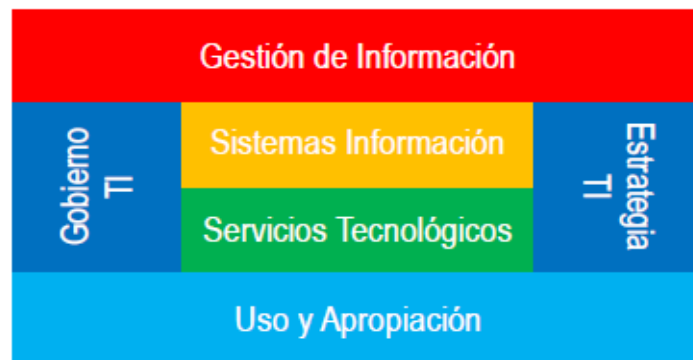 Gestión de Información
Gobierno
TI
Sistemas Información
Servicios Tecnológicos
Estrategia
TI
Uso y Apropiación